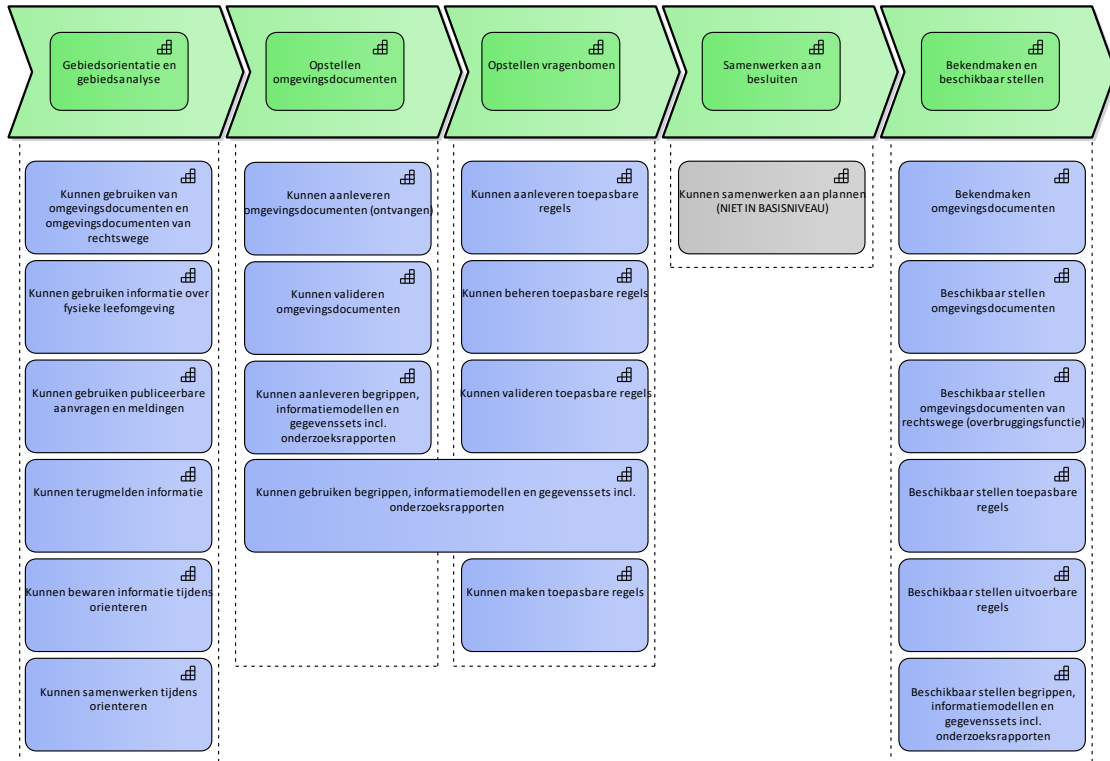 Gebiedsorientatie en
gebiedsanalyse
Opstellen
omgevingsdocumenten
Opstellen vragenbomen
Samenwerken aan
besluiten
Bekendmaken en
beschikbaar stellen
Kunnen gebruiken van
omgevingsdocumenten en
omgevingsdocumenten van
rechtswege
Kunnen gebruiken informatie over
fysieke leefomgeving
Kunnen gebruiken publiceerbare
aanvragen en meldingen
Kunnen terugmelden informatie
Kunnen bewaren informatie tijdens
orienteren
Kunnen samenwerken tijdens
orienteren
Kunnen aanleveren
omgevingsdocumenten (ontvangen)
Kunnen valideren
omgevingsdocumenten
Kunnen aanleveren begrippen,
informatiemodellen en
gegevenssets incl.
onderzoeksrapporten
Kunnen gebruiken begrippen, informatiemodellen en gegevenssets incl.
onderzoeksrapporten
Kunnen aanleveren toepasbare
regels
Kunnen beheren toepasbare regels
Kunnen valideren toepasbare regels
Kunnen maken toepasbare regels
Kunnen samenwerken aan plannen
(NIET IN BASISNIVEAU)
Bekendmaken
omgevingsdocumenten
Beschikbaar stellen
omgevingsdocumenten
Beschikbaar stellen
omgevingsdocumenten van
rechtswege (overbruggingsfunctie)
Beschikbaar stellen toepasbare
regels
Beschikbaar stellen uitvoerbare
regels
Beschikbaar stellen begrippen,
informatiemodellen en
gegevenssets incl.
onderzoeksrapporten